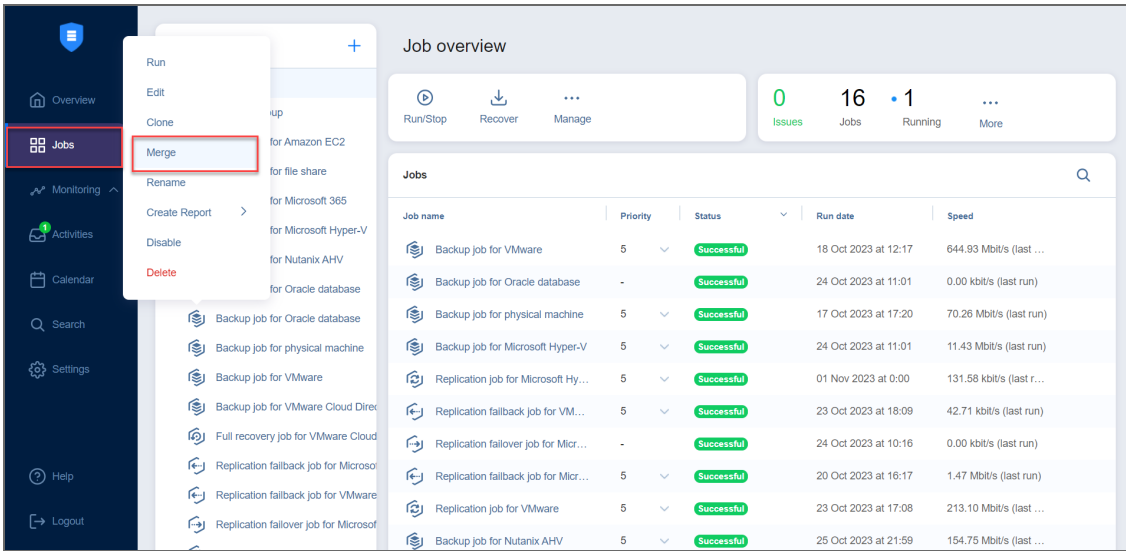 Overview
Jobs
Monitoring
1
Activities
Calendar
Search
Settings
Help
Logout
Run
Edit
Clone
Merge
Rename
Create Report
Disable
Delete
+
for Amazon EC2
for file share
for Microsoft 365
for Microsoft Hyper-V
for Nutanix AHV
for Oracle database
Backup job for Oracle database
Backup job for physical machine
Backup job for VMware
Backup job for VMware Cloud Direc
Full recovery job for VMware Cloud
Replication failback job for Microsof
Replication failback job for VMware
Replication failover job for Microsof
Job overview
Run/Stop Recover Manage
0 16 1
Issues Jobs Running More
Jobs
Job name Priority Status Run date Speed
Backup job for VMware 5 Successful 18 Oct 2023 at 12:17 644.93 Mbit/s (last ...
Backup job for Oracle database - Successful 24 Oct 2023 at 11:01 0.00 kbit/s (last run)
Backup job for physical machine 5 Successful 17 Oct 2023 at 17:20 70.26 Mbit/s (last run)
Backup job for Microsoft Hyper-V 5 Successful 24 Oct 2023 at 11:01 11.43 Mbit/s (last run)
Replication job for Microsoft Hy... 5 Successful 01 Nov 2023 at 0:00 131.58 kbit/s (last r...
Replication failback job for VM... 5 Successful 23 Oct 2023 at 18:09 42.71 kbit/s (last run)
Replication failover job for Micr... - Successful 24 Oct 2023 at 10:16 0.00 kbit/s (last run)
Replication failback job for Micr... 5 Successful 20 Oct 2023 at 16:17 1.47 Mbit/s (last run)
Replication job for VMware 5 Successful 23 Oct 2023 at 17:08 213.10 Mbit/s (last ...
Backup job for Nutanix AHV 5 Successful 25 Oct 2023 at 21:59 154.75 Mbit/s (last ...